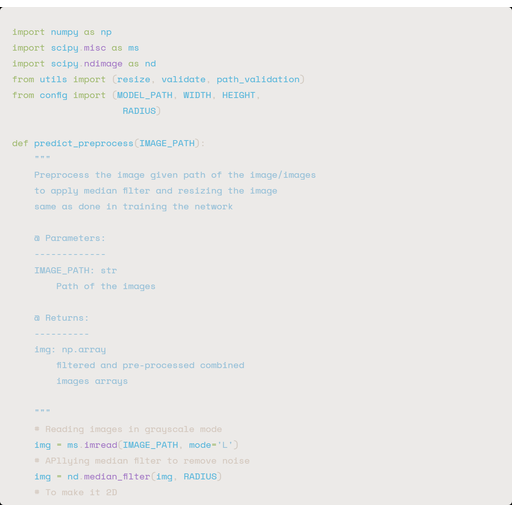 import numpy as np
import scipy.misc as ms
import scipy.ndimage as nd
from utils import (resize, validate, path_validation)
from config import (MODEL_PATH, WIDTH, HEIGHT,
                    RADIUS)

def predict_preprocess(IMAGE_PATH):
    """
    Preprocess the image given path of the image/images
    to apply median filter and resizing the image
    same as done in training the network

    @ Parameters:
    -------------
    IMAGE_PATH: str
        Path of the images

    @ Returns:
    ----------
    img: np.array
        filtered and pre-processed combined
        images arrays

    """
    # Reading images in grayscale mode
    img = ms.imread(IMAGE_PATH, mode='L')
    # APllying median filter to remove noise
    img = nd.median_filter(img, RADIUS)
    # To make it 2D